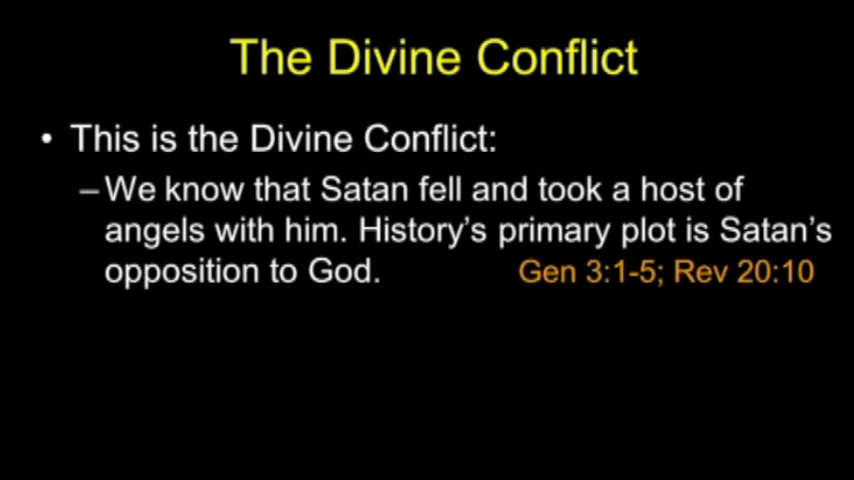 The Divine Conflict
• This is the Divine Conflict:
–We know that Satan fell and took a host of
angels with him. History's primary plot is Satan's
opposition to God. Gen 3:1-5; Rev 20:10